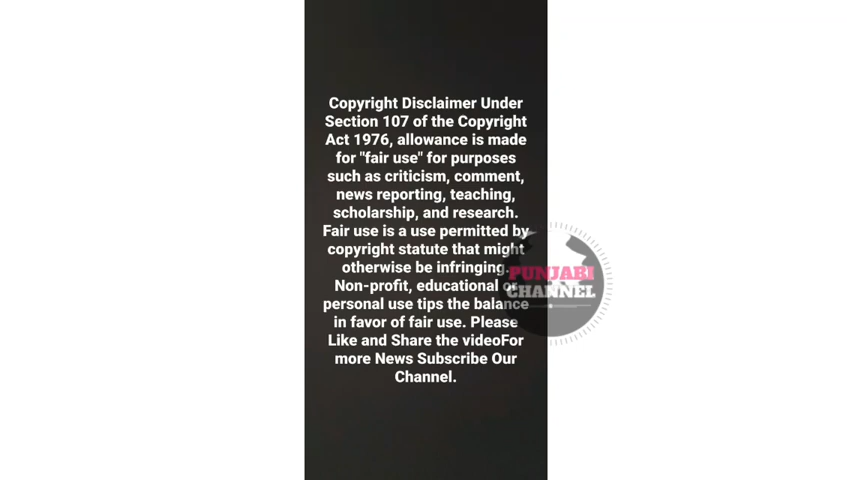 Copyright Disclaimer Under
Section 107 of the Copyright
Act 1976, allowance is made
for "fair use" for purposes
such as criticism, comment,
news reporting, teaching,
scholarship, and research.
Fair use is a use permitted by
copyright statute that might
otherwise be infringing.
Non-profit, educational or
personal use tips the balance
in favor of fair use. Please
Like and Share the videoFor
more News Subscribe Our
Channel.
PUNJABI
CHANNEL